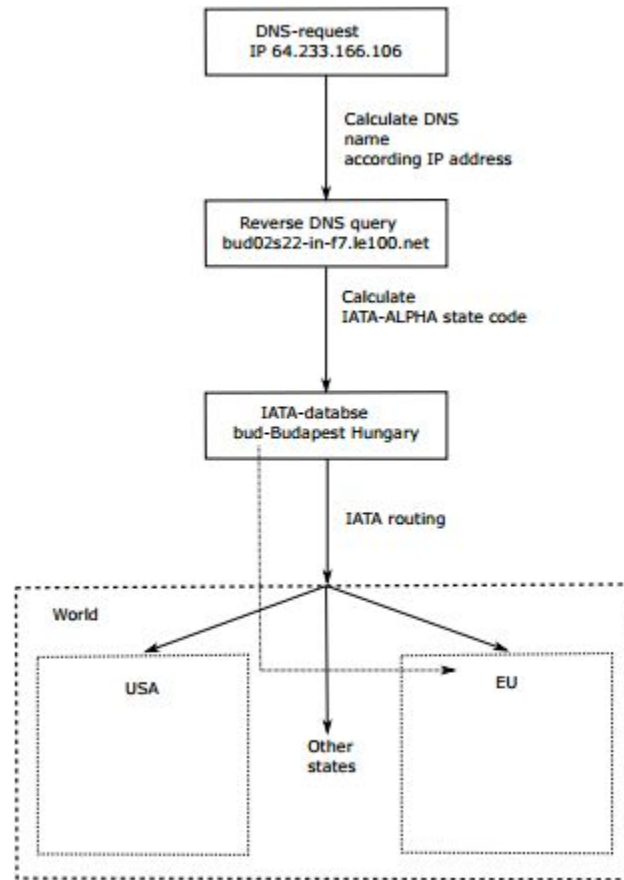 DNS-request
IP 64.233.166.106
Calculate DNS
name
according IP address
Reverse DNS query
bud02s22-in-f7.le100.net
Calculate
IATA-ALPHA state code
IATA-databse
bud-Budapest Hungary
IATA routing
World
USA
EU
Other
states